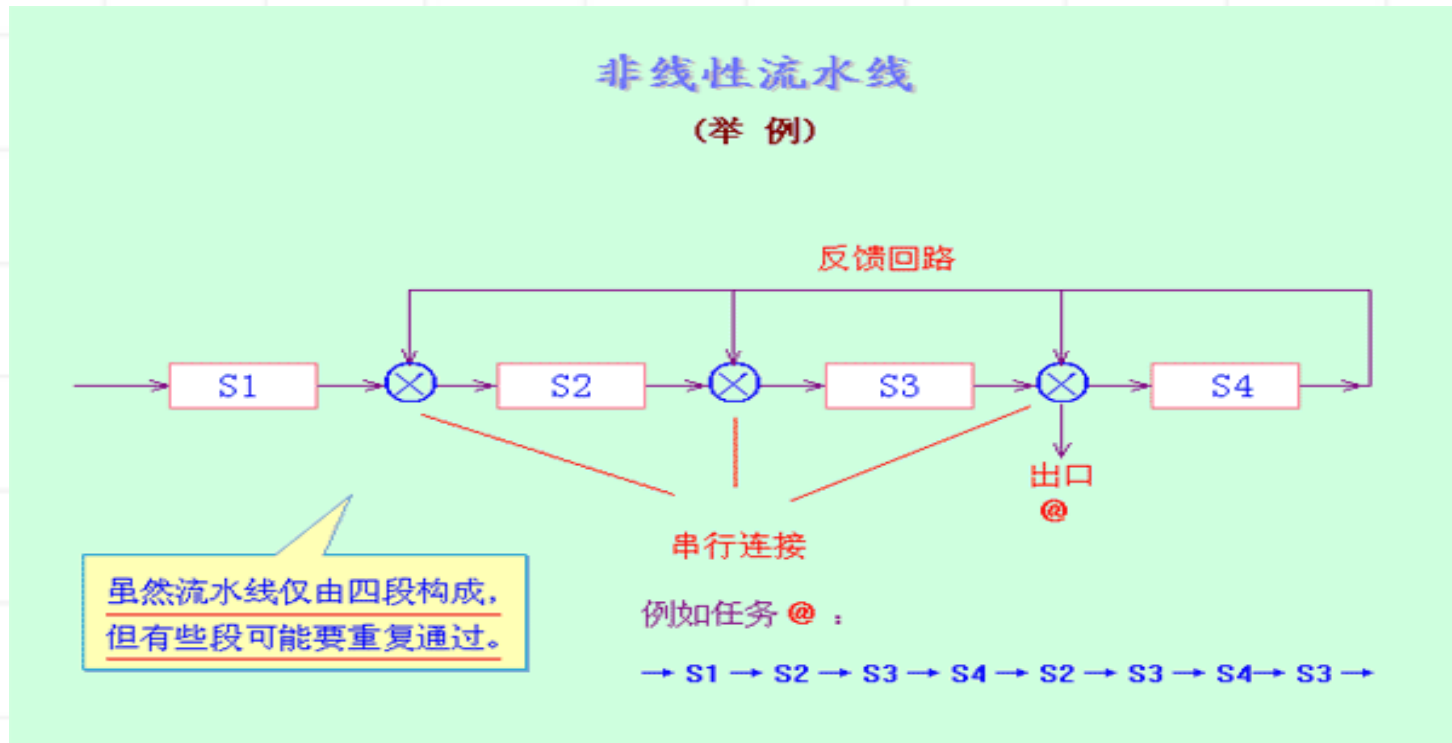 非线性流水线
(举 例)
反馈回路
S1
S2
S3
S4
出口
@
串行连接
虽然流水线仅由四段构成，
但有些段可能要重复通过。
例如任务 @ ：
→ S1 → S2 → S3 → S4 → S2 → S3 → S4→ S3 →